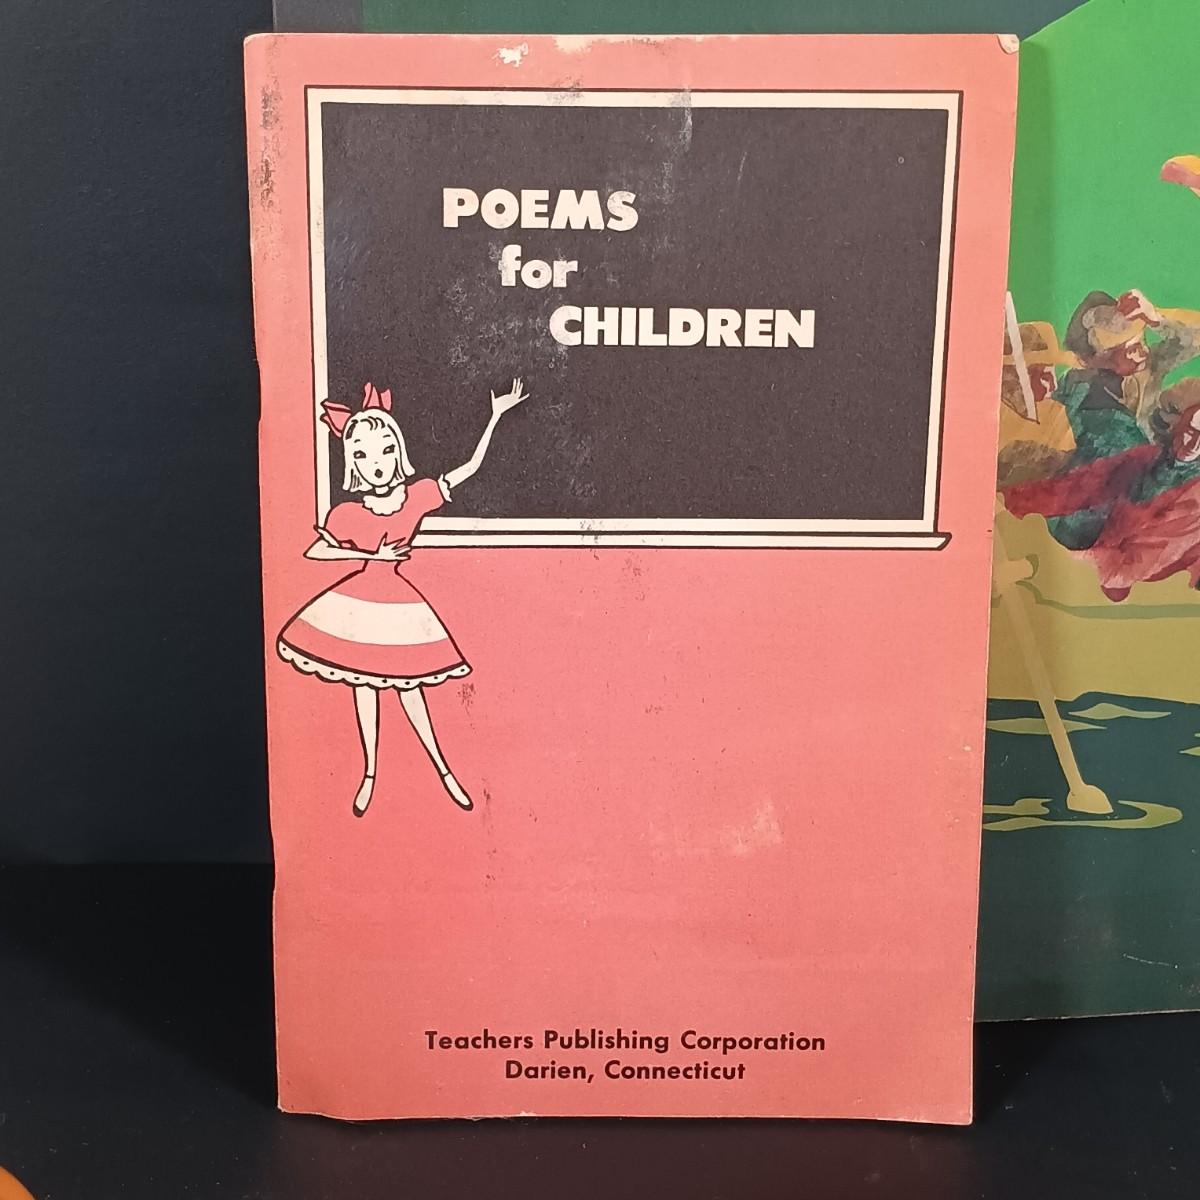 POEMS
for
CHILDREN
Teachers Publishing Corporation
Darien, Connecticut